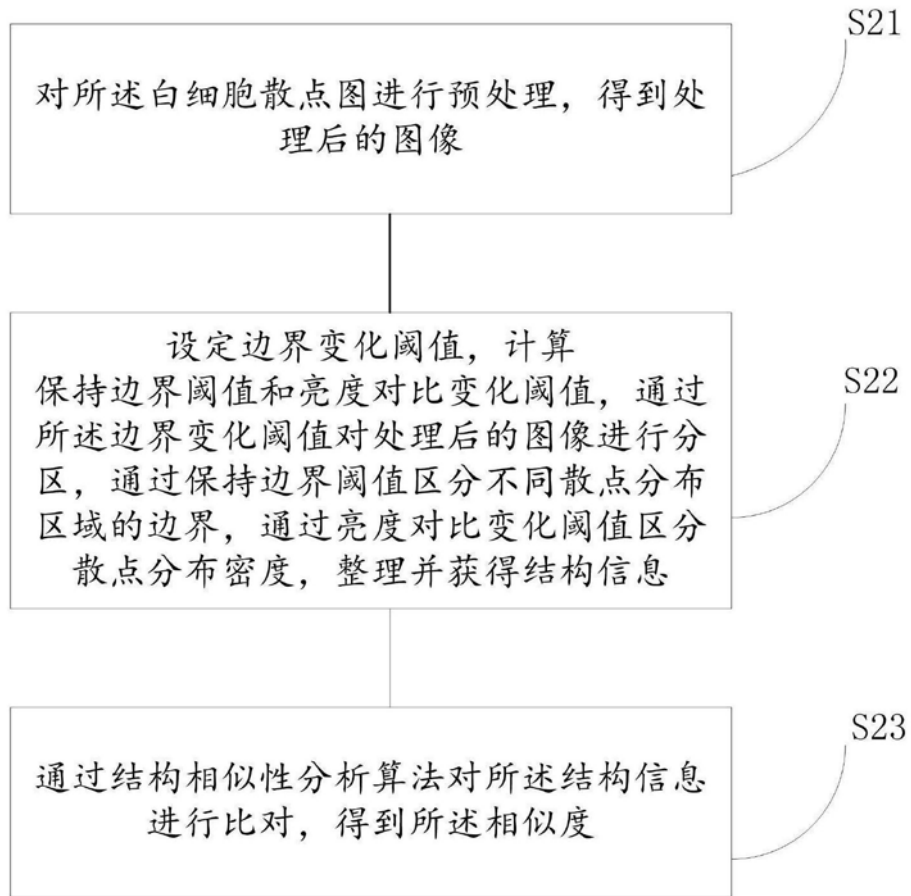 S21
对所述白细胞散点图进行预处理，得到处
理后的图像
设定边界变化阈值，计算
保持边界阈值和亮度对比变化阈值，通过
所述边界变化阈值对处理后的图像进行分
区，通过保持边界阈值区分不同散点分布
区域的边界，通过亮度对比变化阈值区分
散点分布密度，整理并获得结构信息
S22
通过结构相似性分析算法对所述结构信息
进行比对，得到所述相似度
S23